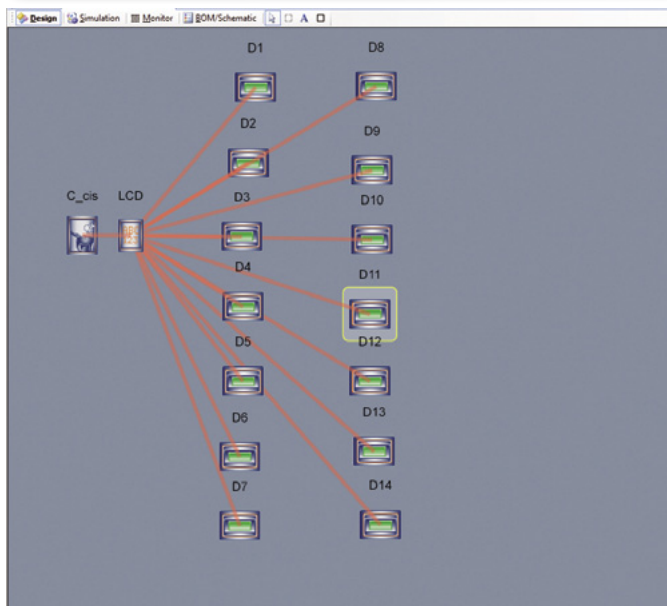 Design Simulation Monitor BOM/Schematic A
D1 D8
D2 D9
C_cis LCD D3 D10
D4 D11
D5 D12
D6 D13
D7 D14